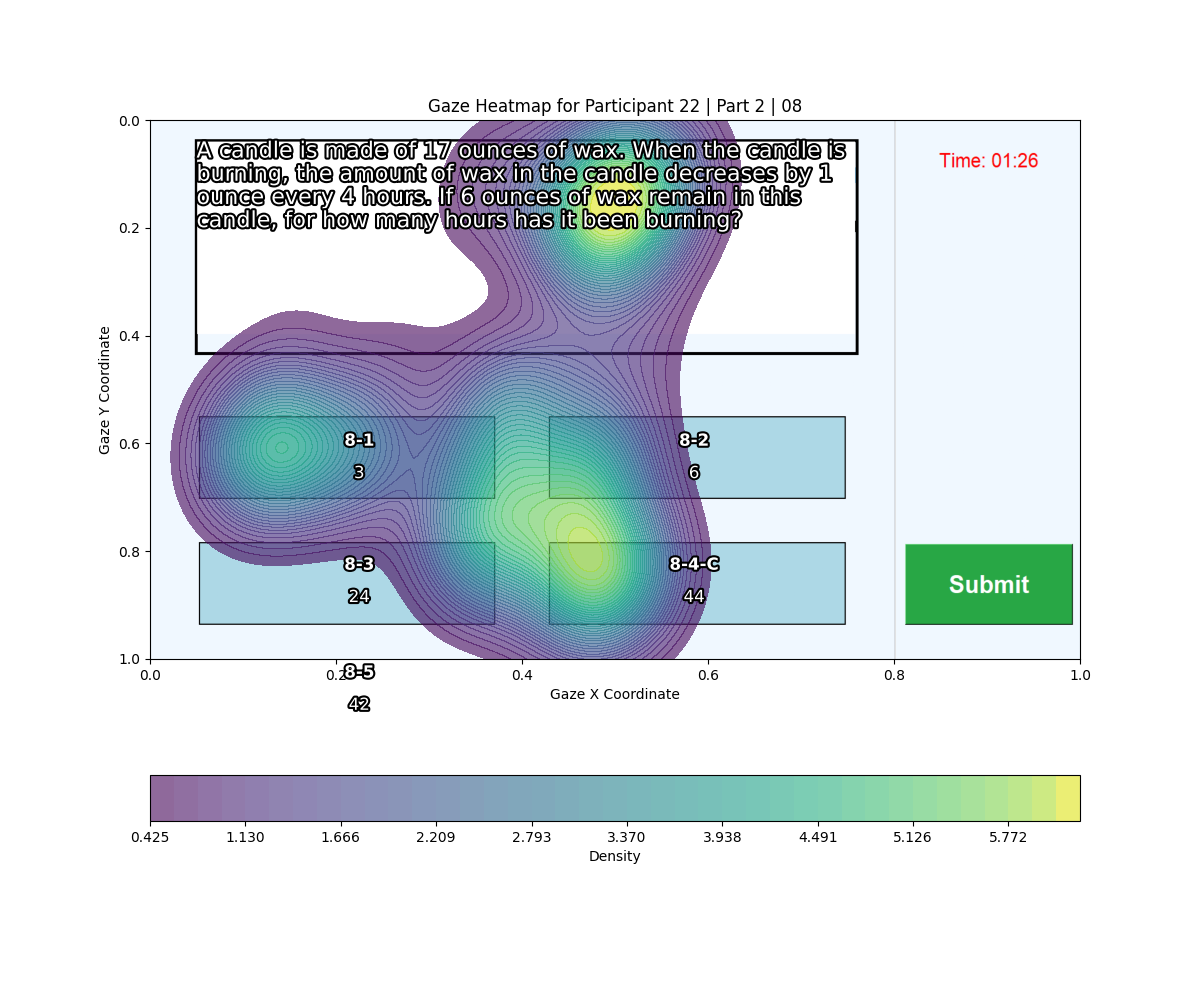 Gaze Heatmap for Participant 22 | Part 2 | 08
A candle is made of 17 ounces of wax. When the candle is
burning, the amount of wax in the candle decreases by 1
ounce every 4 hours. If 6 ounces of wax remain in this
candle, for how many hours has it been burning?
Time: 01:26
0.0
0.2
0.4
0.6
0.8
1.0
Gaze Y Coordinate
8-1
3
8-2
6
8-3
24
8-4-C
44
Submit
8-5
42
0.0
0.2
0.4
0.6
0.8
1.0
Gaze X Coordinate
0.425
1.130
1.666
2.209
2.793
3.370
3.938
4.491
5.126
5.772
Density